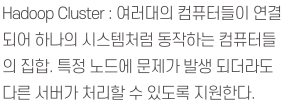 Hadoop Cluster : 여러대의 컴퓨터들이 연결
되어 하나의 시스템처럼 동작하는 컴퓨터들
의 집합. 특정 노드에 문제가 발생 되더라도
다른 서버가 처리할 수 있도록 지원한다.